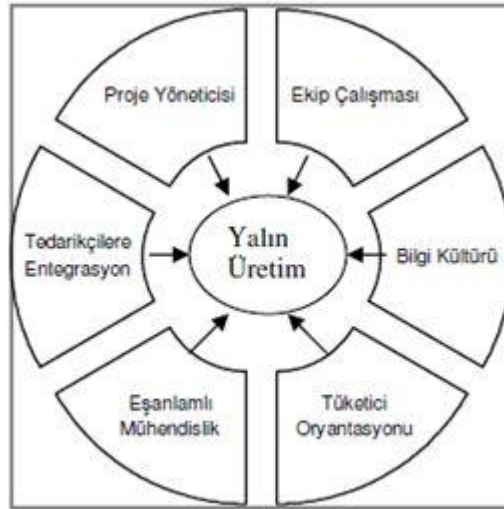 Proje Yöneticisi
Ekip Çalışması
Tedarikçilere
Entegrasyon
Yalın
Üretim
Bilgi Kültürü
Eşanlamlı
Mühendislik
Tüketici
Oryantasyonu